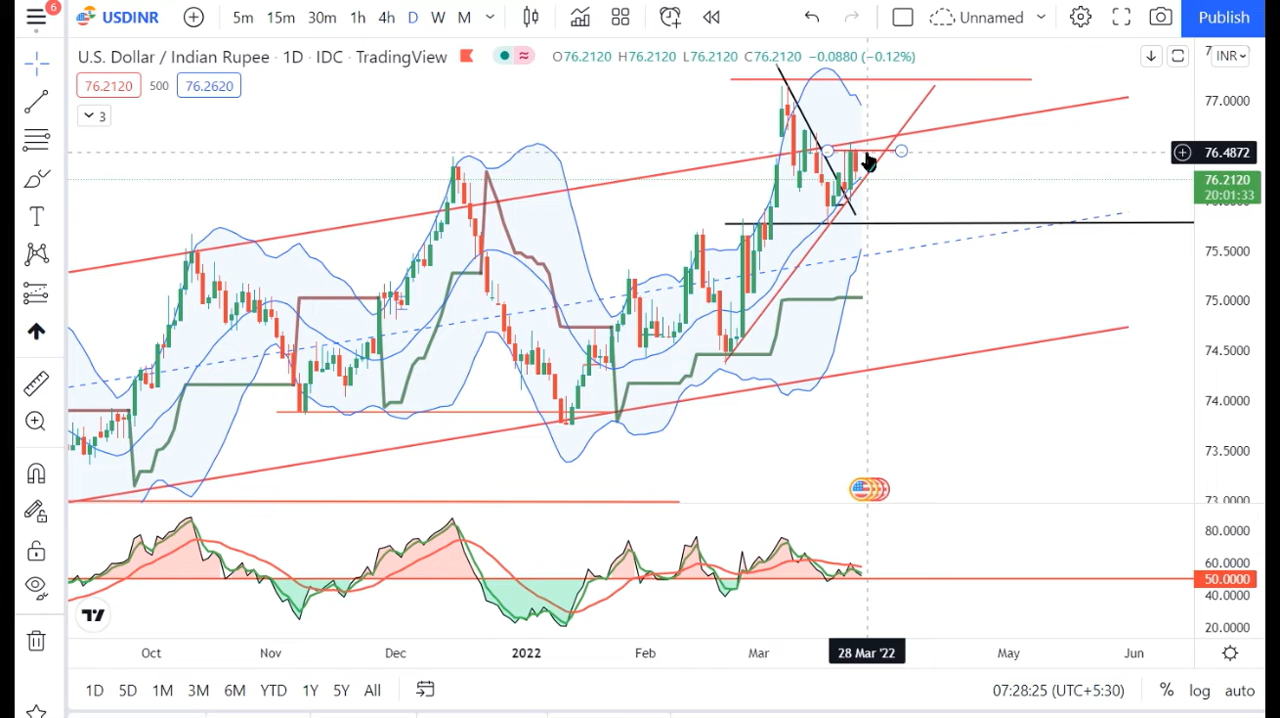 6
USDINR
5m 15m 30m 1h 4h D W M
Unnamed
Publish
U.S. Dollar / Indian Rupee · 1D · IDC · TradingView
≈
O76.2120 H76.2120 L76.2120 C76.2120 −0.0880 (−0.12%)
INR
76.2120 500 76.2620
3
77.0000
76.4872
76.2120
20:01:33
75.5000
75.0000
74.5000
74.0000
73.5000
73.0000
80.0000
60.0000
50.0000
40.0000
20.0000
Oct Nov Dec 2022 Feb Mar 28 Mar '22 May Jun
1D 5D 1M 3M 6M YTD 1Y 5Y All
07:28:25 (UTC+5:30) % log auto